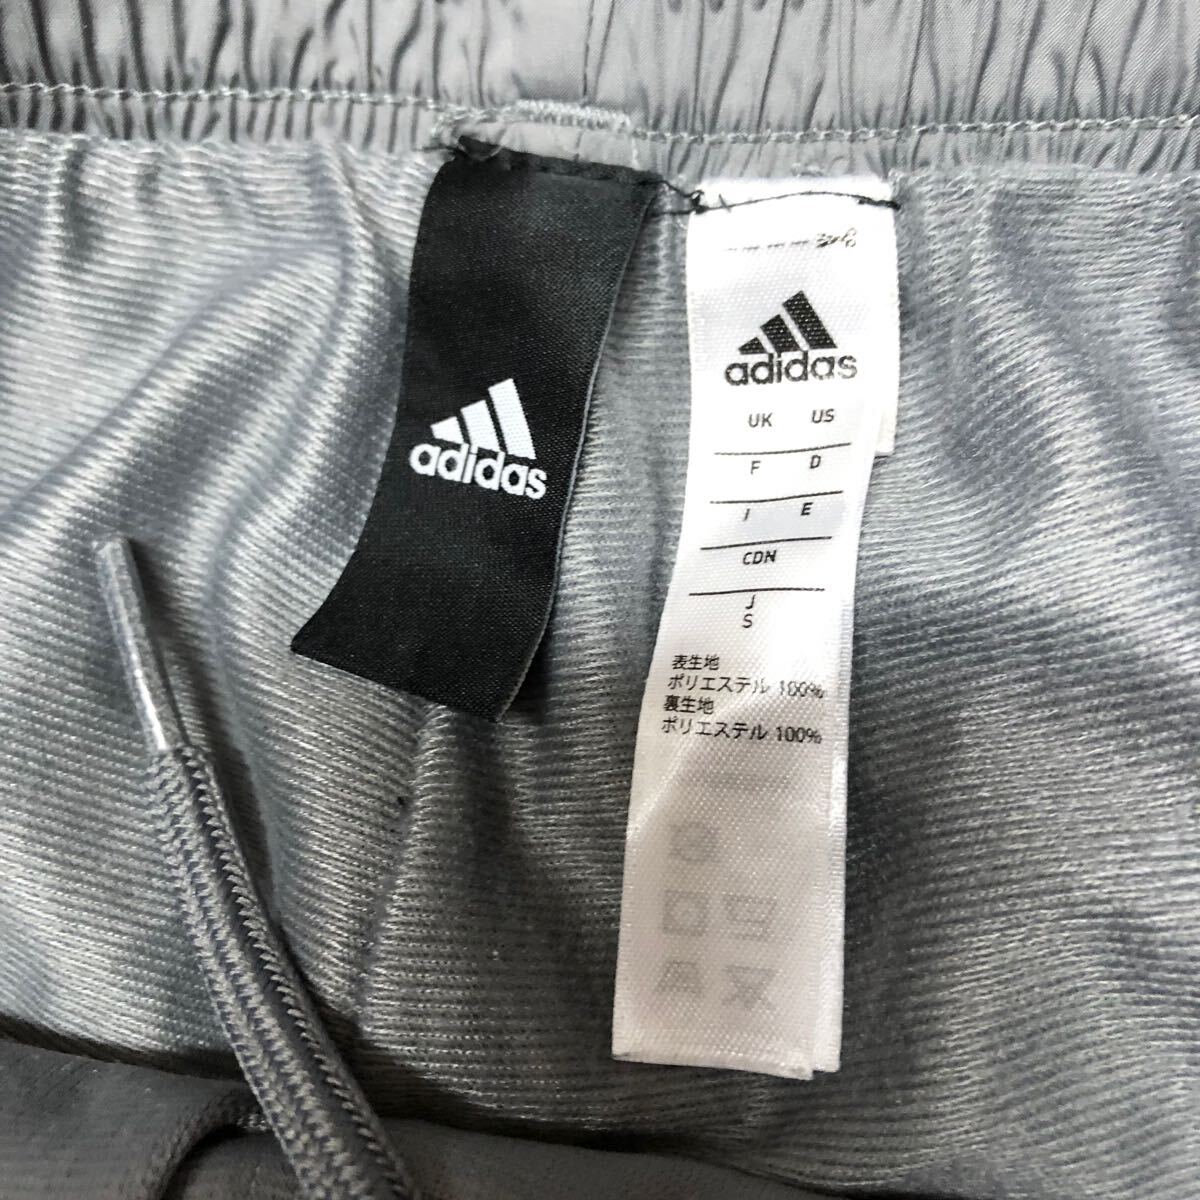 adidas
adidas
UK US
F D
I E
CDN
J
S
表生地
ポリエステル 100%
裏生地
ポリエステル 100%